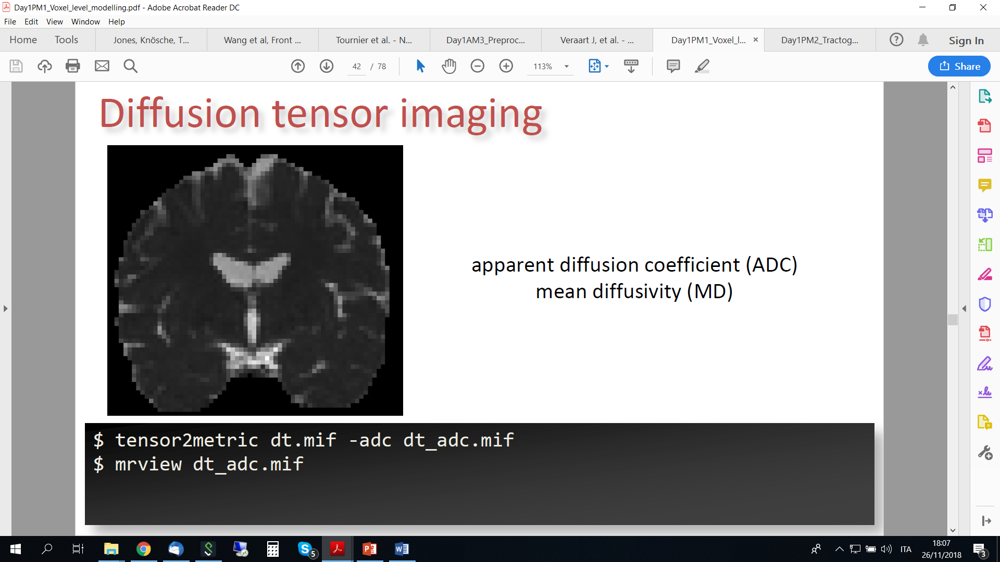 Day1PM1_Voxel_level_modelling.pdf - Adobe Acrobat Reader DC
File Edit View Window Help
Home Tools Jones, Knösche, T... Wang et al, Front ... Tournier et al. - N... Day1AM3_Preproc... Veraart J, et al. - ... Day1PM1_Voxel_l... Day1PM2_Tractog... Sign In
42 / 78 113% Share
Diffusion tensor imaging
apparent diffusion coefficient (ADC)
mean diffusivity (MD)
$ tensor2metric dt.mif -adc dt_adc.mif
$ mrview dt_adc.mif
5
ITA
18:07
26/11/2018
3